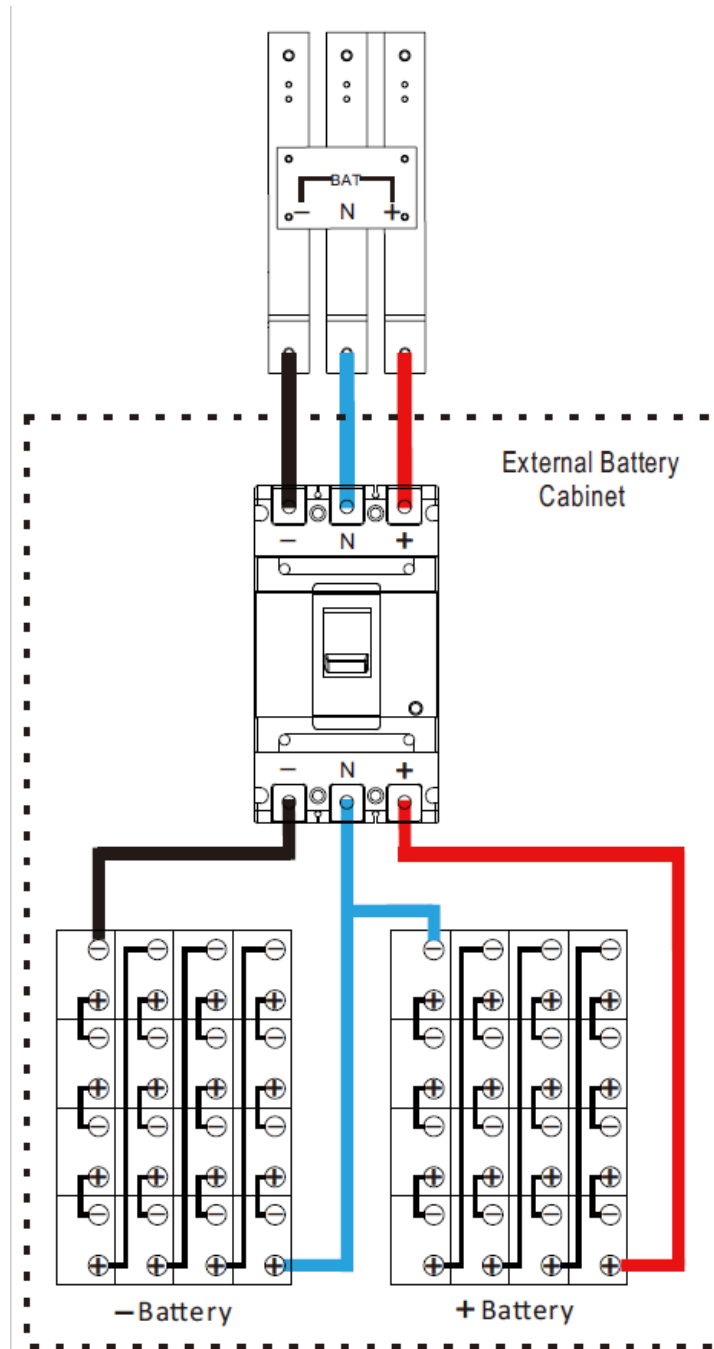 BAT
− N +
External Battery
Cabinet
− N +
− N +
−Battery
+Battery